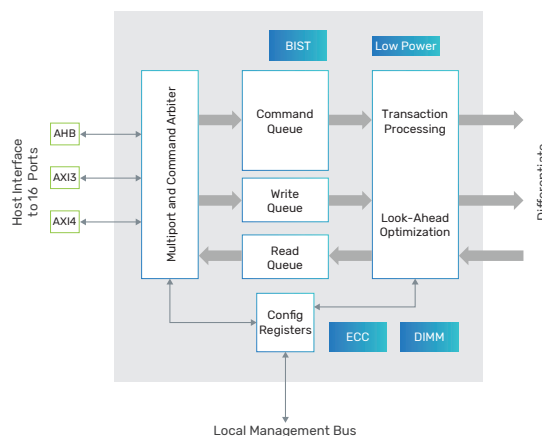 BIST
Low Power
Host Interface
to 16 Ports
AHB
AXI3
AXI4
Multiport and Command Arbiter
Command
Queue
Write
Queue
Read
Queue
Transaction
Processing
Look-Ahead
Optimization
Differentiate
Config
Registers
ECC
DIMM
Local Management Bus